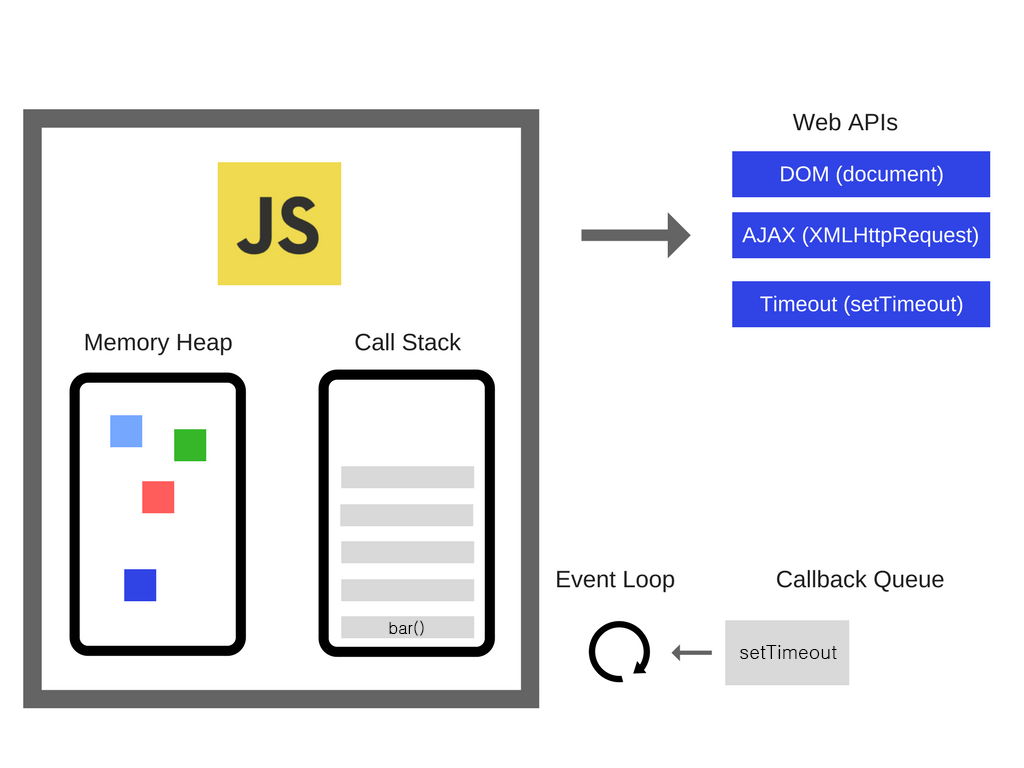 JS
Memory Heap
Call Stack
bar()
Web APIs
DOM (document)
AJAX (XMLHttpRequest)
Timeout (setTimeout)
Event Loop
Callback Queue
setTimeout